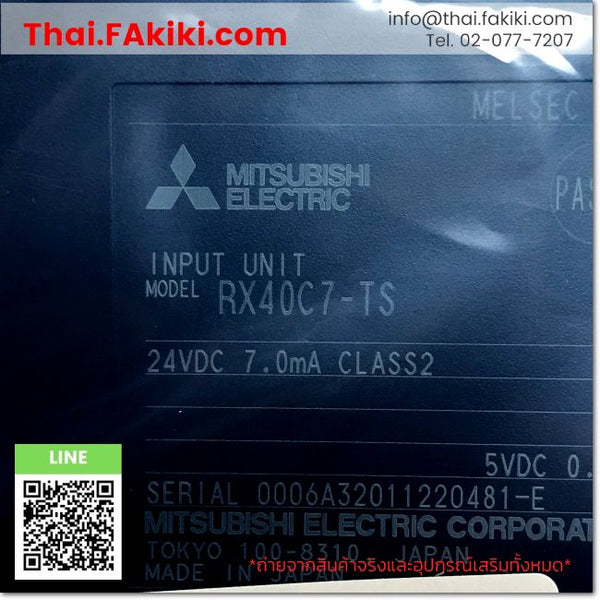 Thai.FAkiki.com
info@thai.fakiki.com
Tel. 02-077-7207
MELSEC
MITSUBISHI
ELECTRIC
PAS
INPUT UNIT
MODEL RX40C7-TS
24VDC 7.0mA CLASS2
5VDC 0.
LINE
SERIAL 0006A32011220481-E
MITSUBISHI ELECTRIC CORPORAT
TOKYO 100-8310, JAPAN
MADE IN JAPAN
*ถ่ายจากสินค้าจริงและอุปกรณ์เสริมทั้งหมด*